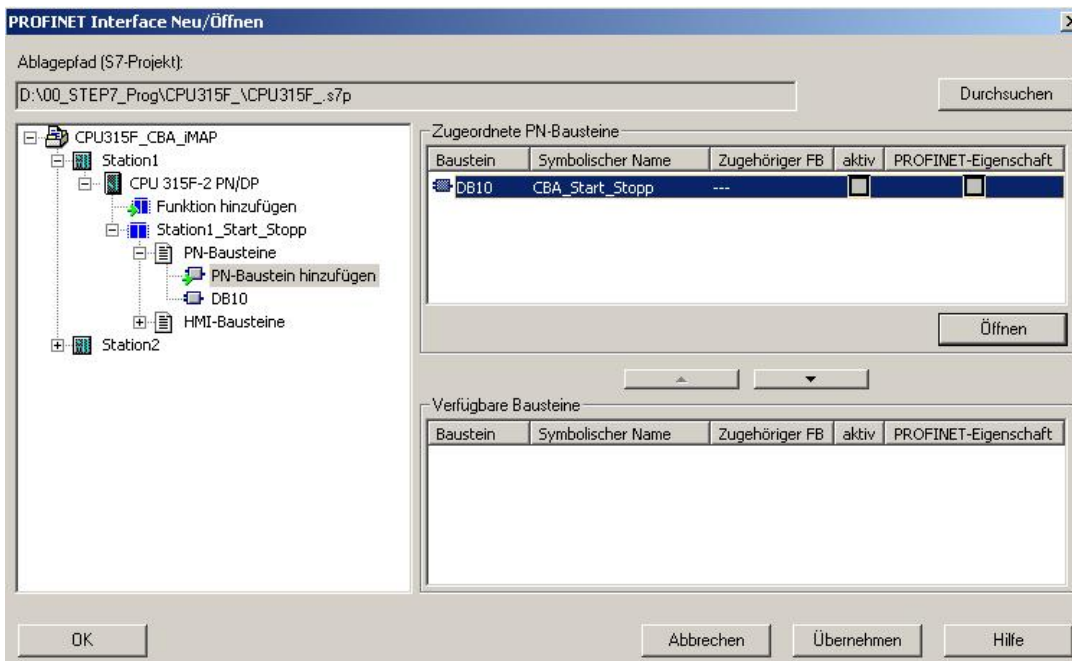 PROFINET Interface Neu/Öffnen
Ablagepfad (S7-Projekt):
D:\00_STEP7_Prog\CPU315F_\CPU315F_.s7p
Durchsuchen
CPU315F_CBA_iMAP
Station1
CPU 315F-2 PN/DP
Funktion hinzufügen
Station1_Start_Stopp
PN-Bausteine
PN-Baustein hinzufügen
DB10
HMI-Bausteine
Station2
Zugeordnete PN-Bausteine
Baustein Symbolischer Name Zugehöriger FB aktiv PROFINET-Eigenschaft
DB10 CBA_Start_Stopp ---
Öffnen
Verfügbare Bausteine
Baustein Symbolischer Name Zugehöriger FB aktiv PROFINET-Eigenschaft
OK Abbrechen Übernehmen Hilfe